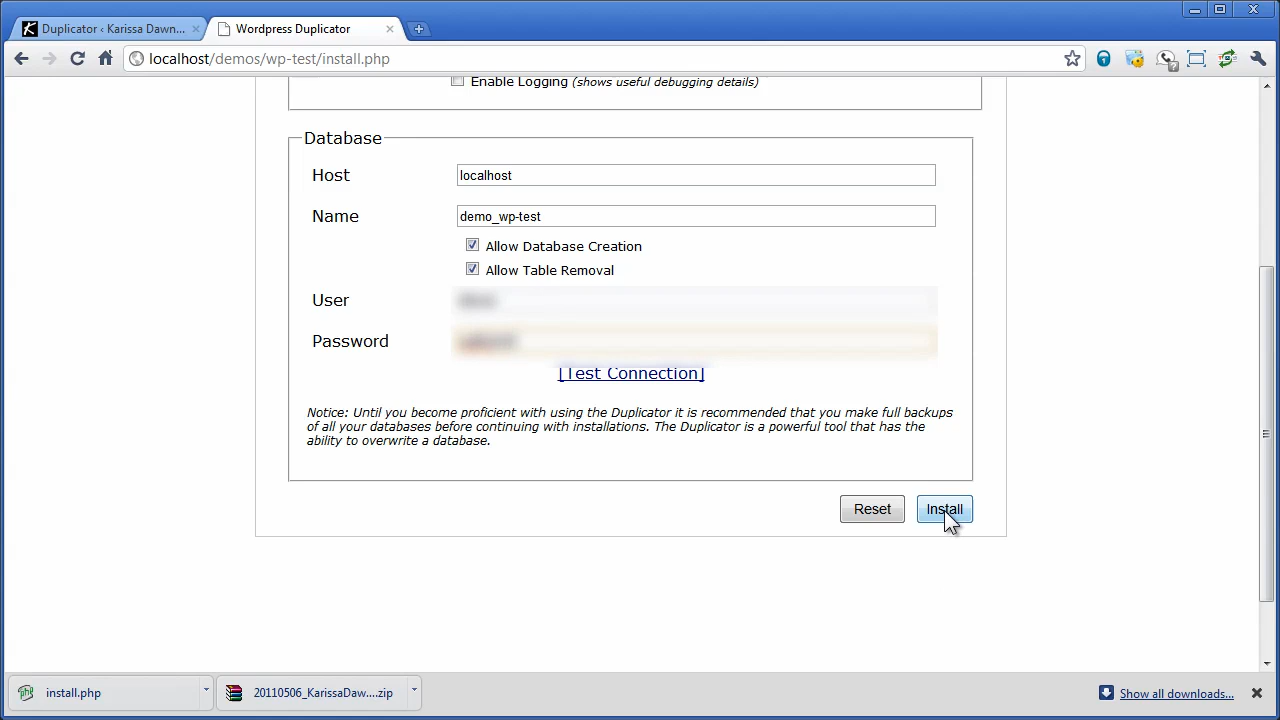 Duplicator ‹ Karissa Dawn...
Wordpress Duplicator
localhost/demos/wp-test/install.php
Enable Logging (shows useful debugging details)
Database
Host
localhost
Name
demo_wp-test
Allow Database Creation
Allow Table Removal
User
Password
[Test Connection]
Notice: Until you become proficient with using the Duplicator it is recommended that you make full backups
of all your databases before continuing with installations. The Duplicator is a powerful tool that has the
ability to overwrite a database.
Reset
Install
install.php
20110506_KarissaDaw....zip
Show all downloads...